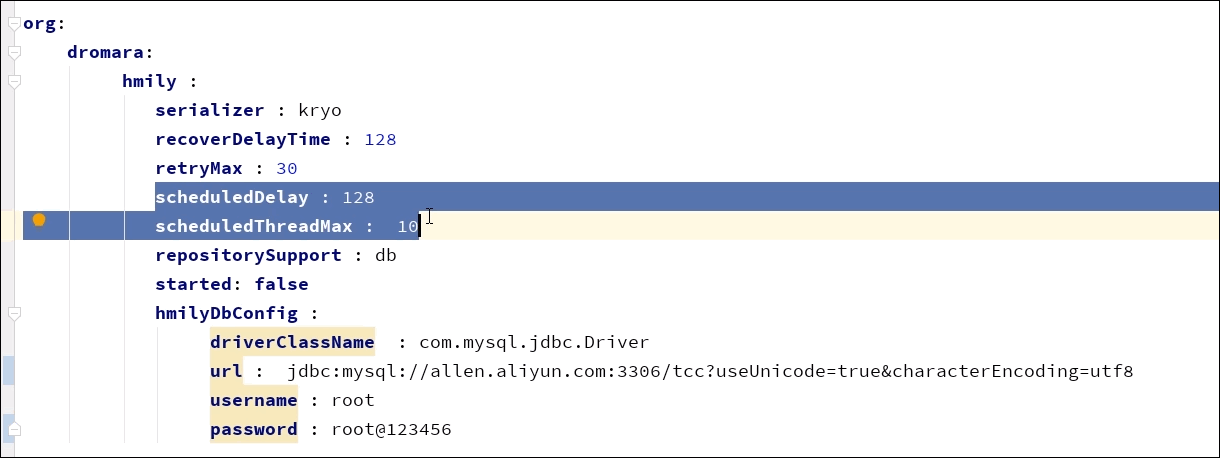 org:
dromara:
hmily :
serializer : kryo
recoverDelayTime : 128
retryMax : 30
scheduledDelay : 128
scheduledThreadMax :  10
repositorySupport : db
started: false
hmilyDbConfig :
driverClassName  : com.mysql.jdbc.Driver
url :  jdbc:mysql://allen.aliyun.com:3306/tcc?useUnicode=true&characterEncoding=utf8
username : root
password : root@123456